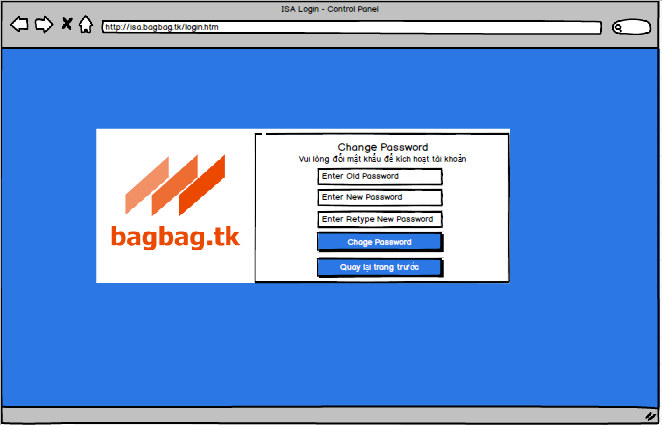 ISA Login - Control Panel
http://isa.bagbag.tk/login.htm
bagbag.tk
Change Password
Vui lòng đổi mật khẩu để kích hoạt tài khoản
Enter Old Password
Enter New Password
Enter Retype New Password
Chage Password
Quay lại trang trước